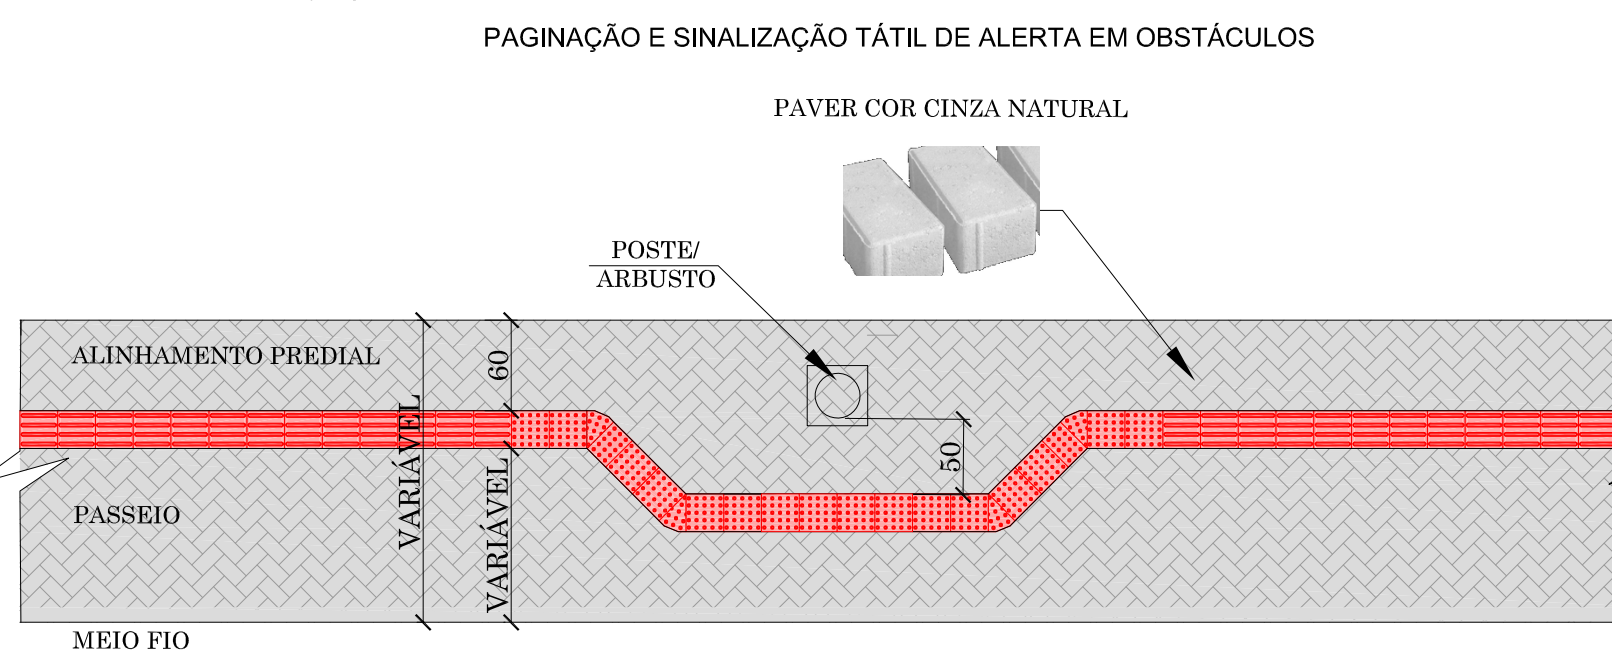 PAGINAÇÃO E SINALIZAÇÃO TÁTIL DE ALERTA EM OBSTÁCULOS
PAVER COR CINZA NATURAL
POSTE/
ARBUSTO
ALINHAMENTO PREDIAL
60
VARIÁVEL
VARIÁVEL
50
PASSEIO
MEIO FIO